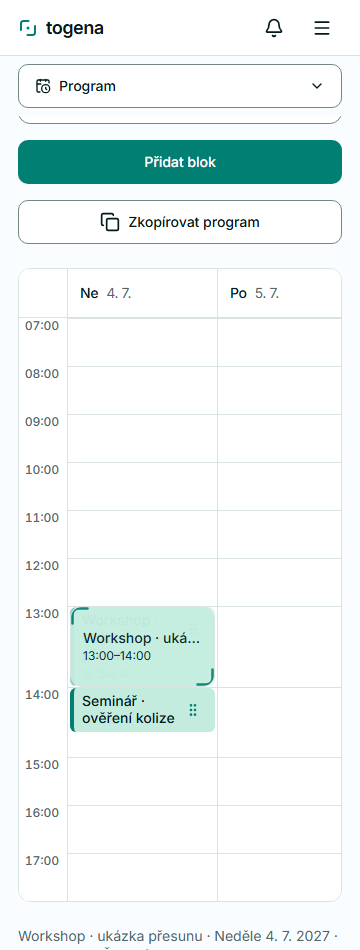 togena
Program
Přidat blok
Zkopírovat program
Ne 4. 7.
Po 5. 7.
07:00
08:00
09:00
10:00
11:00
12:00
13:00
Workshop ·
Workshop · uká...
13:00–14:00
14:00
Seminář ·
ověření kolize
15:00
16:00
17:00
Workshop · ukázka přesunu · Neděle 4. 7. 2027 ·